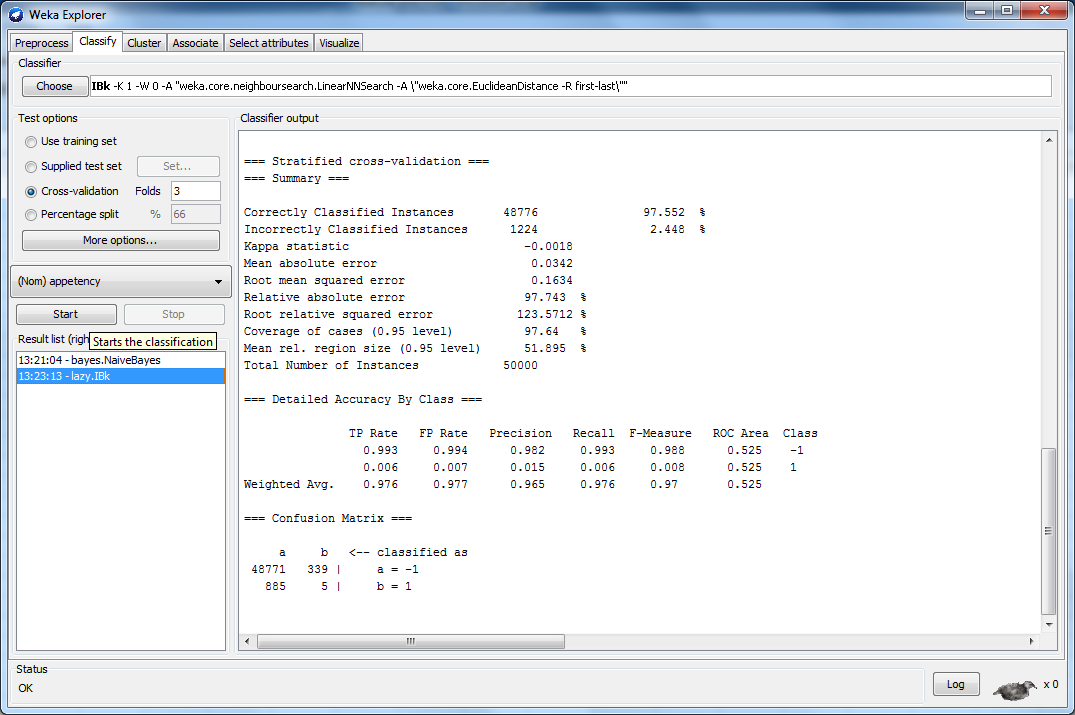 Weka Explorer
Preprocess Classify Cluster Associate Select attributes Visualize
Classifier
Choose IBk -K 1 -W 0 -A "weka.core.neighboursearch.LinearNNSearch -A \"weka.core.EuclideanDistance -R first-last\""
Test options
Use training set
Supplied test set Set...
Cross-validation Folds 3
Percentage split % 66
More options...
(Nom) appetency
Start Stop
Result list (righ
Starts the classification
13:21:04 - bayes.NaiveBayes
13:23:13 - lazy.IBk
Classifier output
=== Stratified cross-validation ===
=== Summary ===
Correctly Classified Instances 48776 97.552 %
Incorrectly Classified Instances 1224 2.448 %
Kappa statistic -0.0018
Mean absolute error 0.0342
Root mean squared error 0.1634
Relative absolute error 97.743 %
Root relative squared error 123.5712 %
Coverage of cases (0.95 level) 97.64 %
Mean rel. region size (0.95 level) 51.895 %
Total Number of Instances 50000
=== Detailed Accuracy By Class ===
TP Rate FP Rate Precision Recall F-Measure ROC Area Class
0.993 0.994 0.982 0.993 0.988 0.525 -1
0.006 0.007 0.015 0.006 0.008 0.525 1
Weighted Avg. 0.976 0.977 0.965 0.976 0.97 0.525
=== Confusion Matrix ===
a b <-- classified as
48771 339 | a = -1
885 5 | b = 1
Status
OK
Log x 0